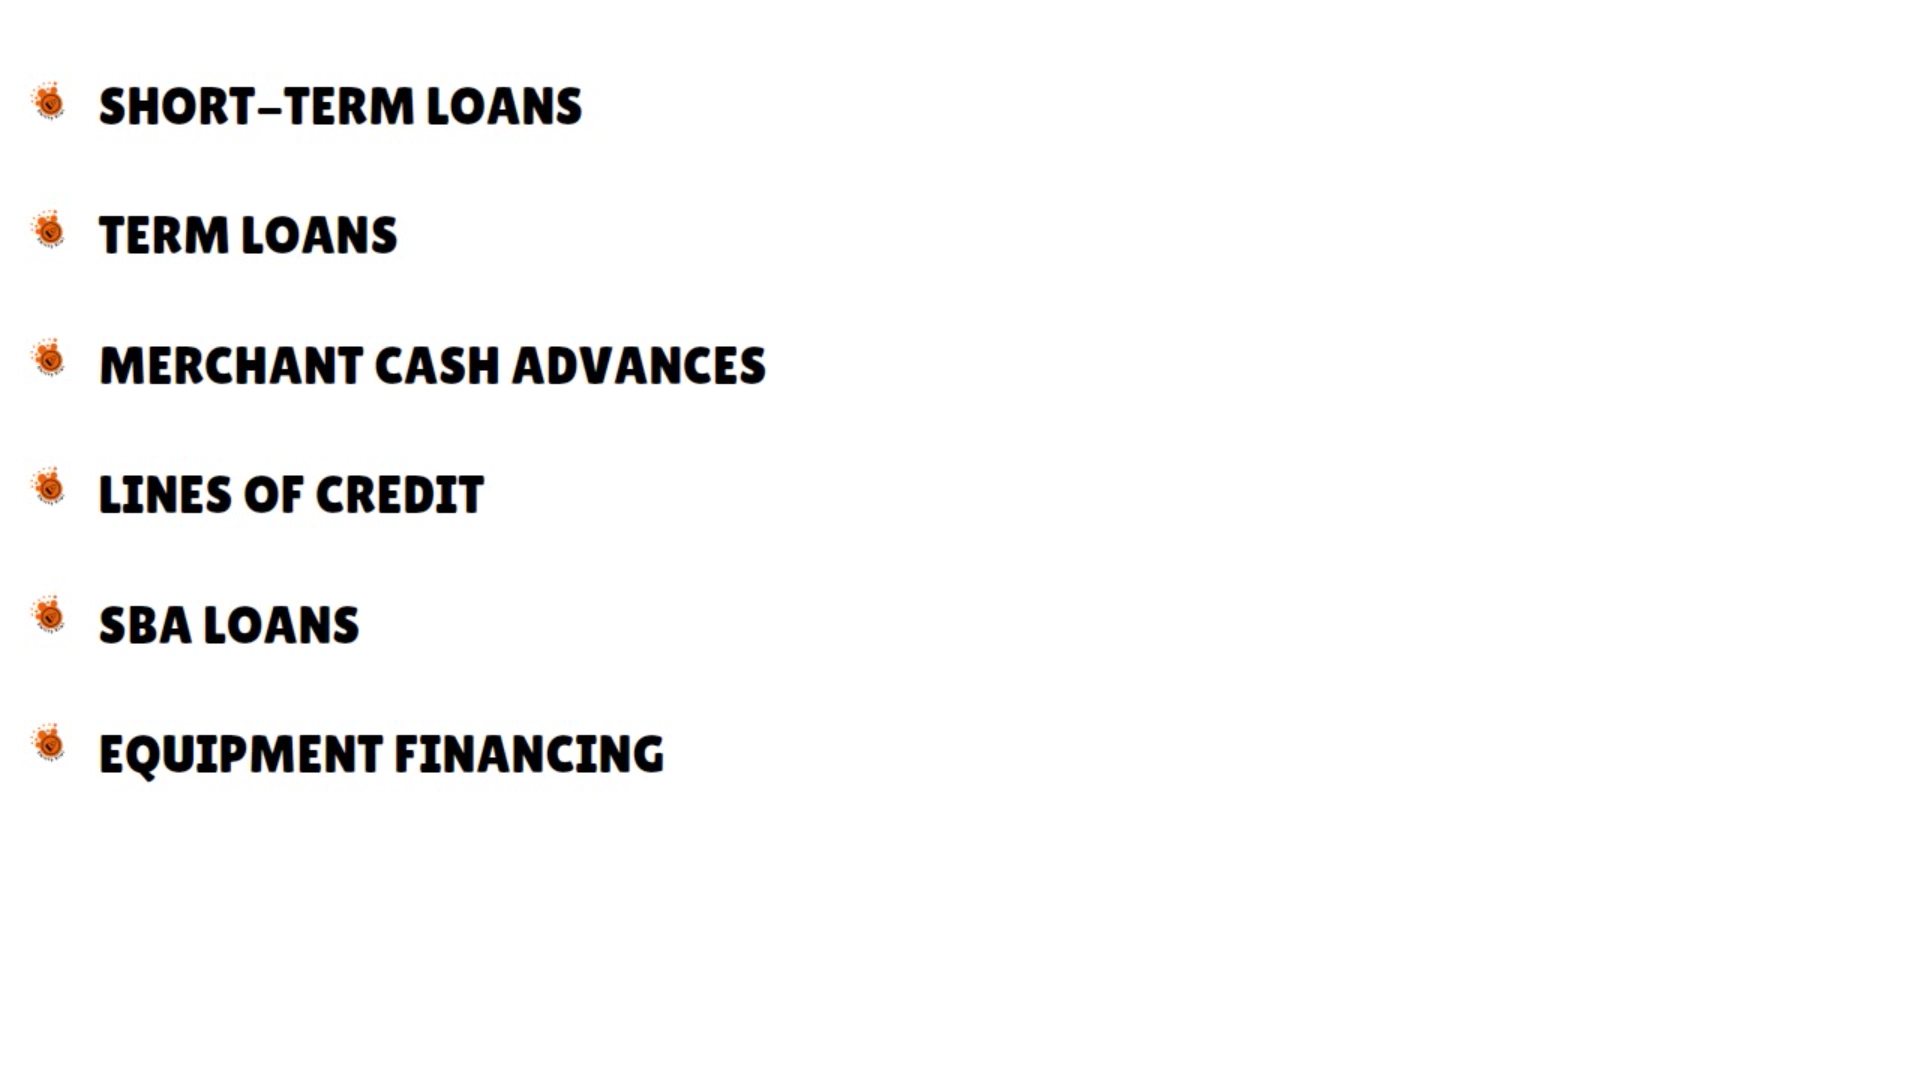 SHORT-TERM LOANS
TERM LOANS
MERCHANT CASH ADVANCES
LINES OF CREDIT
SBA LOANS
EQUIPMENT FINANCING